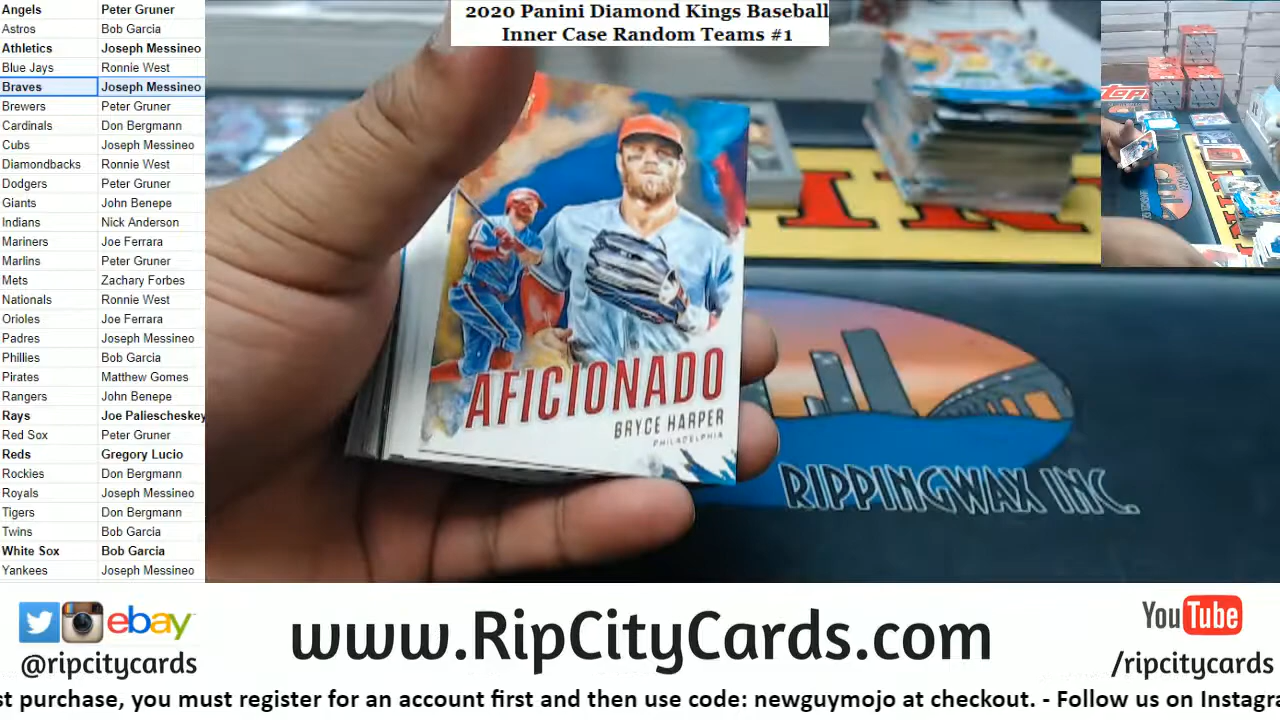 2020 Panini Diamond Kings Baseball
Inner Case Random Teams #1
Angels Peter Gruner
Astros Bob Garcia
Athletics Joseph Messineo
Blue Jays Ronnie West
Braves Joseph Messineo
Brewers Peter Gruner
Cardinals Don Bergmann
Cubs Joseph Messineo
Diamondbacks Ronnie West
Dodgers Peter Gruner
Giants John Benepe
Indians Nick Anderson
Mariners Joe Ferrara
Marlins Peter Gruner
Mets Zachary Forbes
Nationals Ronnie West
Orioles Joe Ferrara
Padres Joseph Messineo
Phillies Bob Garcia
Pirates Matthew Gomes
Rangers John Benepe
Rays Joe Paliescheskey
Red Sox Peter Gruner
Reds Gregory Lucio
Rockies Don Bergmann
Royals Joseph Messineo
Tigers Don Bergmann
Twins Bob Garcia
White Sox Bob Garcia
Yankees Joseph Messineo
AFICIONADO
BRYCE HARPER
PHILADELPHIA
RIPPINGWAX INC.
ebay
@ripcitycards
www.RipCityCards.com
YouTube
/ripcitycards
st purchase, you must register for an account first and then use code: newguymojo at checkout. - Follow us on Instagra